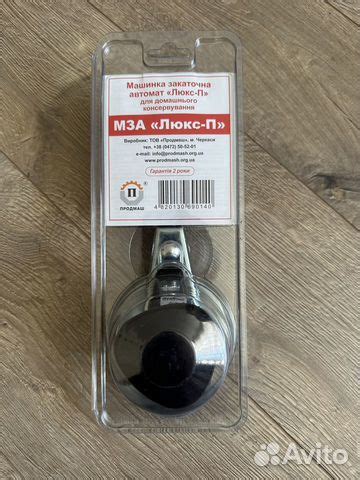 Машинка закаточна
автомат «Люкс-П»
для домашнього
консервування
МЗА «Люкс-П»
Виробник: ТОВ «Продмаш», м. Черкаси
тел. +38 (0472) 50-52-01
e-mail: info@prodmash.org.ua
www.prodmash.org.ua
Гарантія 2 роки
П
ПРОДМАШ
4 820130 690140
Avito